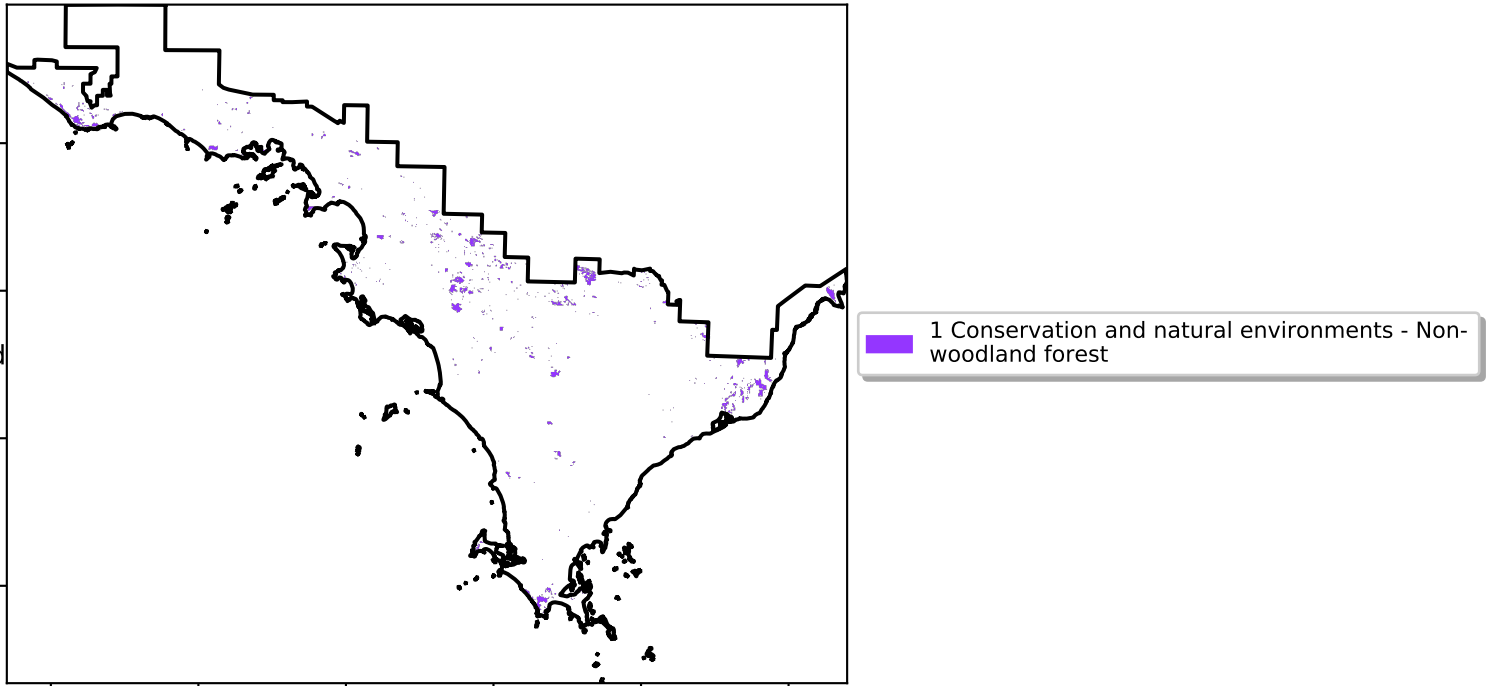 1 Conservation and natural environments - Non-
woodland forest